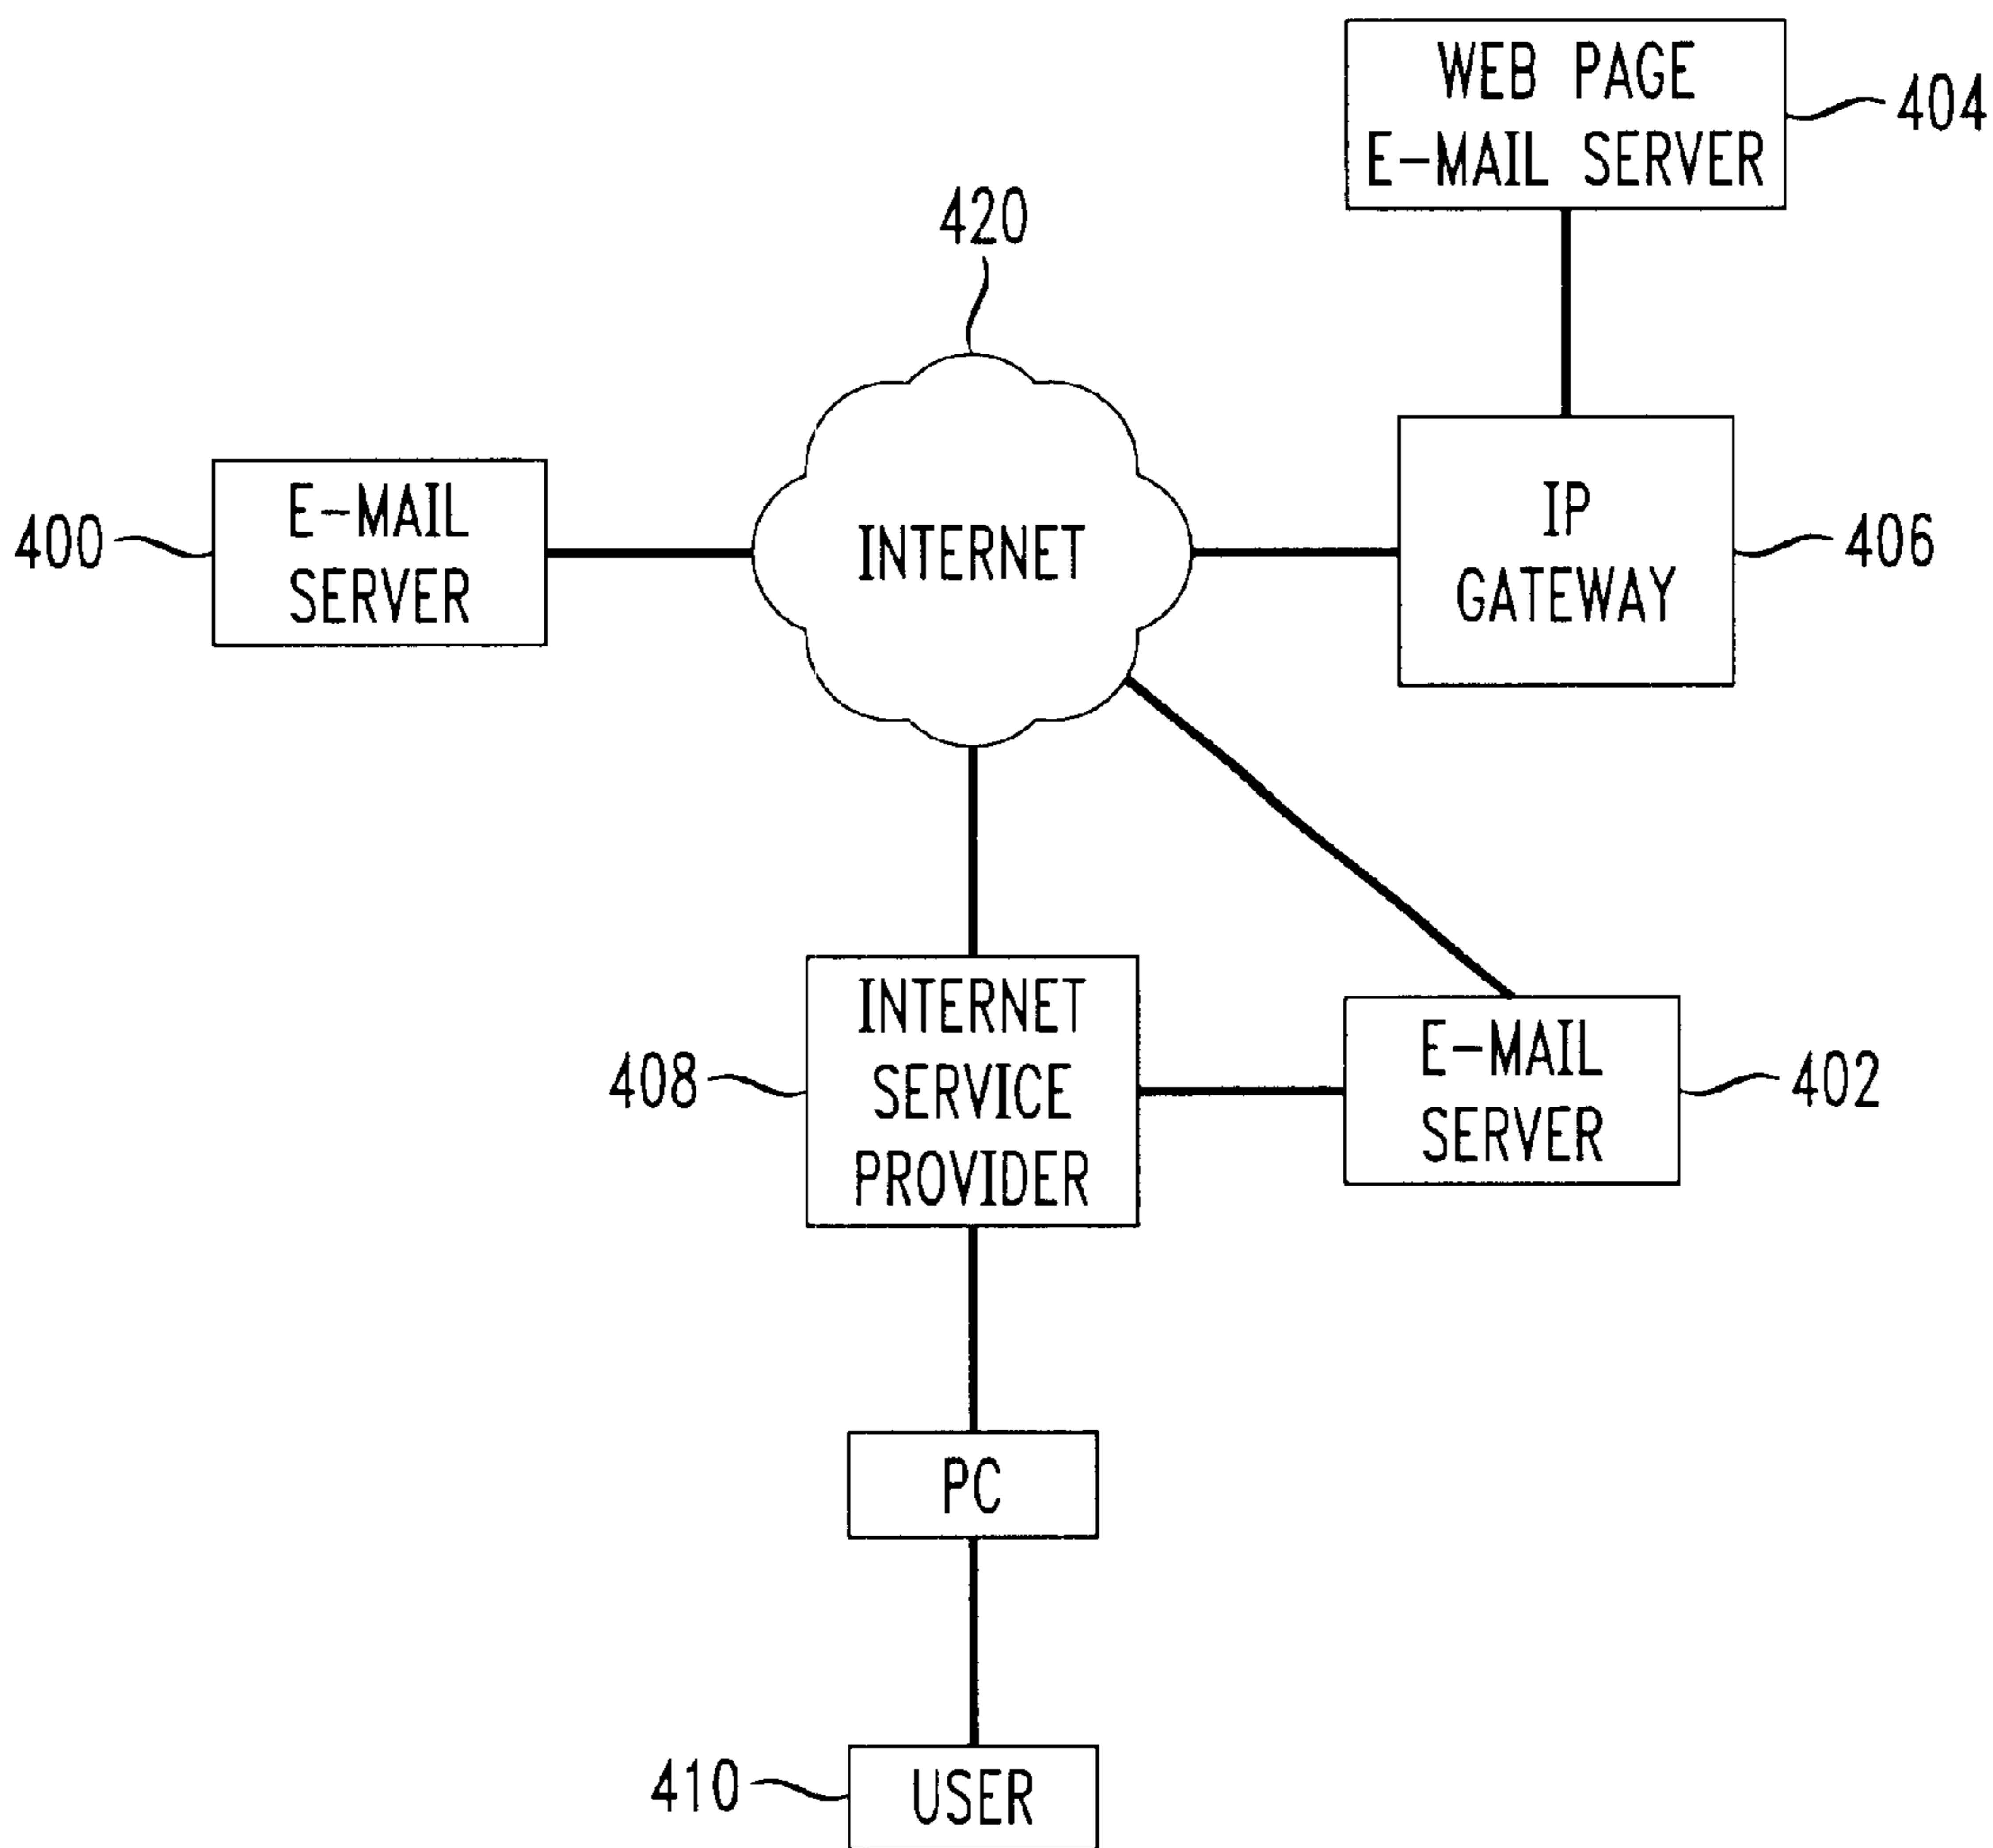 WEB PAGE
E-MAIL SERVER
404
420
E-MAIL
SERVER
400
INTERNET
IP
GATEWAY
406
INTERNET
SERVICE
PROVIDER
408
E-MAIL
SERVER
402
PC
410
USER